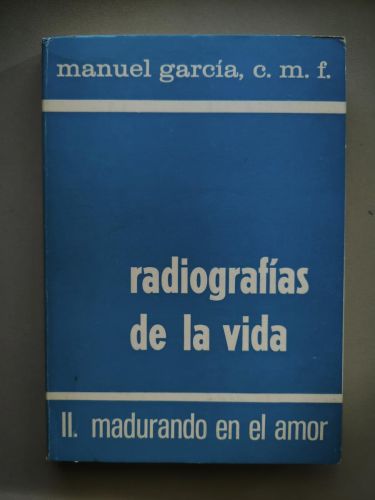 manuel garcía, c. m. f.
radiografías
de la vida
II. madurando en el amor